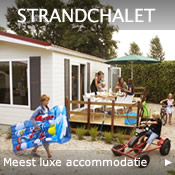 STRANDCHALET
Meest luxe accommodatie